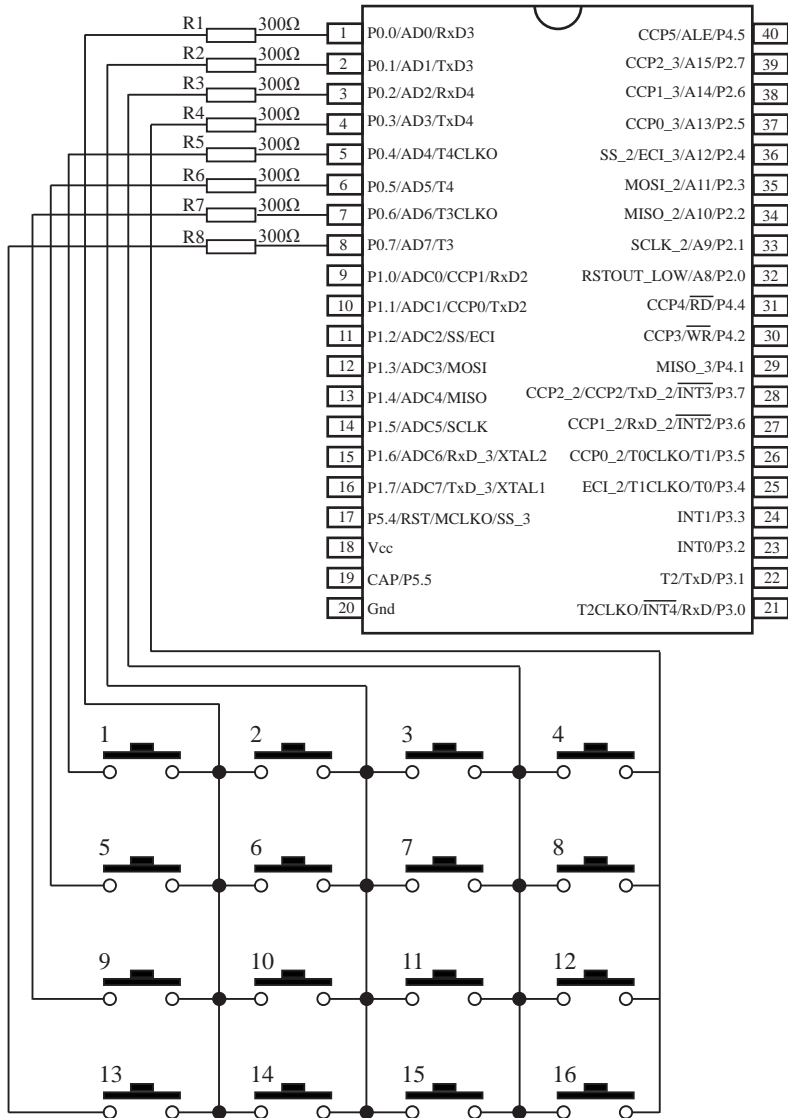 R1 300Ω 1 P0.0/AD0/RxD3 CCP5/ALE/P4.5 40
R2 300Ω 2 P0.1/AD1/TxD3 CCP2_3/A15/P2.7 39
R3 300Ω 3 P0.2/AD2/RxD4 CCP1_3/A14/P2.6 38
R4 300Ω 4 P0.3/AD3/TxD4 CCP0_3/A13/P2.5 37
R5 300Ω 5 P0.4/AD4/T4CLKO SS_2/ECI_3/A12/P2.4 36
R6 300Ω 6 P0.5/AD5/T4 MOSI_2/A11/P2.3 35
R7 300Ω 7 P0.6/AD6/T3CLKO MISO_2/A10/P2.2 34
R8 300Ω 8 P0.7/AD7/T3 SCLK_2/A9/P2.1 33
9 P1.0/ADC0/CCP1/RxD2 RSTOUT_LOW/A8/P2.0 32
10 P1.1/ADC1/CCP0/TxD2 CCP4/R̅D̅/P4.4 31
11 P1.2/ADC2/SS/ECI CCP3/W̅R̅/P4.2 30
12 P1.3/ADC3/MOSI MISO_3/P4.1 29
13 P1.4/ADC4/MISO CCP2_2/CCP2/TxD_2/I̅N̅T̅3̅/P3.7 28
14 P1.5/ADC5/SCLK CCP1_2/RxD_2/I̅N̅T̅2̅/P3.6 27
15 P1.6/ADC6/RxD_3/XTAL2 CCP0_2/T0CLKO/T1/P3.5 26
16 P1.7/ADC7/TxD_3/XTAL1 ECI_2/T1CLKO/T0/P3.4 25
17 P5.4/RST/MCLKO/SS_3 INT1/P3.3 24
18 Vcc INT0/P3.2 23
19 CAP/P5.5 T2/TxD/P3.1 22
20 Gnd T2CLKO/I̅N̅T̅4̅/RxD/P3.0 21
1 2 3 4
5 6 7 8
9 10 11 12
13 14 15 16